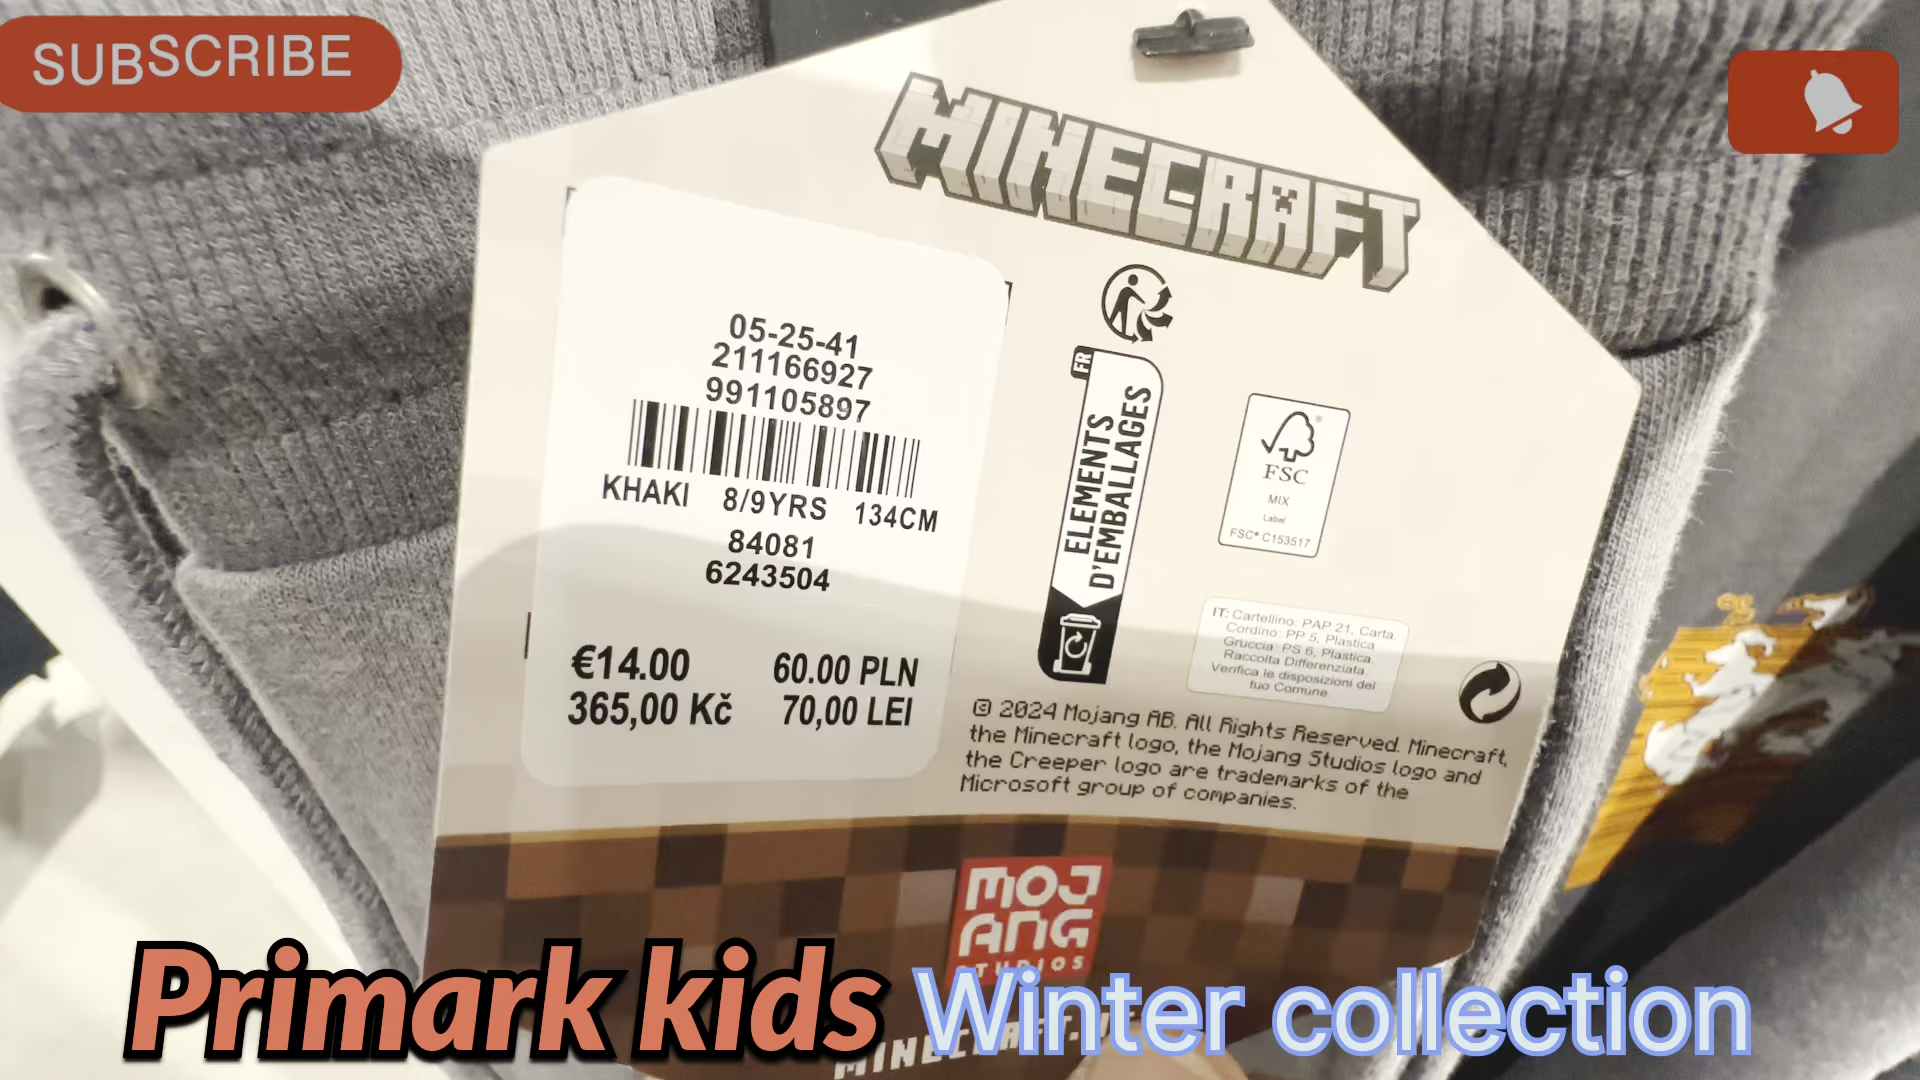 SUBSCRIBE
MINECRAFT
05-25-41
211166927
991105897
KHAKI 8/9YRS 134CM
84081
6243504
€14.00 60.00 PLN
365,00 Kč 70,00 LEI
FR
ELEMENTS
D'EMBALLAGES
FSC®
MIX
Label
FSC® C153517
IT: Cartellino: PAP 21, Carta.
Cordino: PP 5, Plastica
Gruccia: PS 6, Plastica.
Raccolta Differenziata.
Verifica le disposizioni del
tuo Comune.
© 2024 Mojang AB. All Rights Reserved. Minecraft,
the Minecraft logo, the Mojang Studios logo and
the Creeper logo are trademarks of the
Microsoft group of companies.
MOJ
ANG
STUDIOS
Primark kids Winter collection